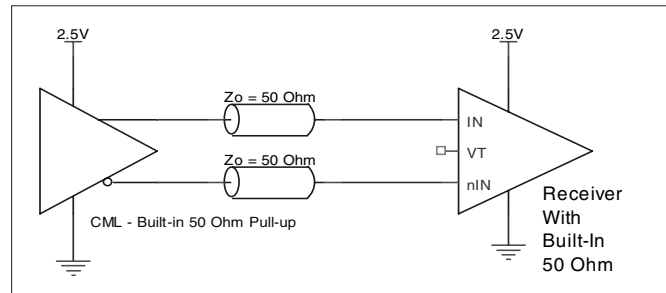 2.5V
2.5V
Zo = 50 Ohm
IN
VT
Zo = 50 Ohm
nIN
CML - Built-in 50 Ohm Pull-up
Receiver
With
Built-In
50 Ohm